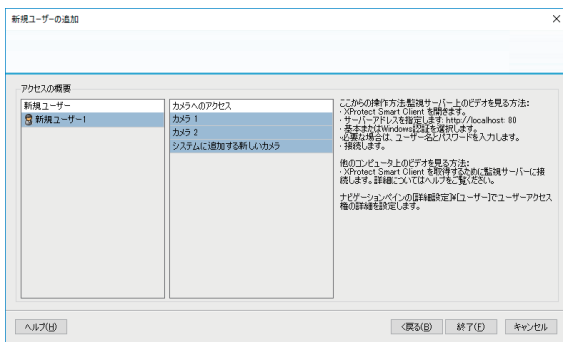 新規ユーザーの追加
アクセスの概要
新規ユーザー
新規ユーザー1
カメラへのアクセス
カメラ 1
カメラ 2
システムに追加する新しいカメラ
ここからの操作方法:監視サーバー上のビデオを見る方法:
· XProtect Smart Client を開きます。
· サーバーアドレスを指定します: http://localhost: 80
· 基本またはWindows認証を選択します。
· 必要な場合は、ユーザー名とパスワードを入力します。
· 接続します。
他のコンピュータ上のビデオを見る方法:
· XProtect Smart Client を取得するために監視サーバーに接
続します。詳細についてはヘルプをご覧ください。
ナビゲーションペインの[詳細設定]¥[ユーザー]でユーザーアクセス
権の詳細を設定します。
ヘルプ(H)
<戻る(B)
終了(F)
キャンセル